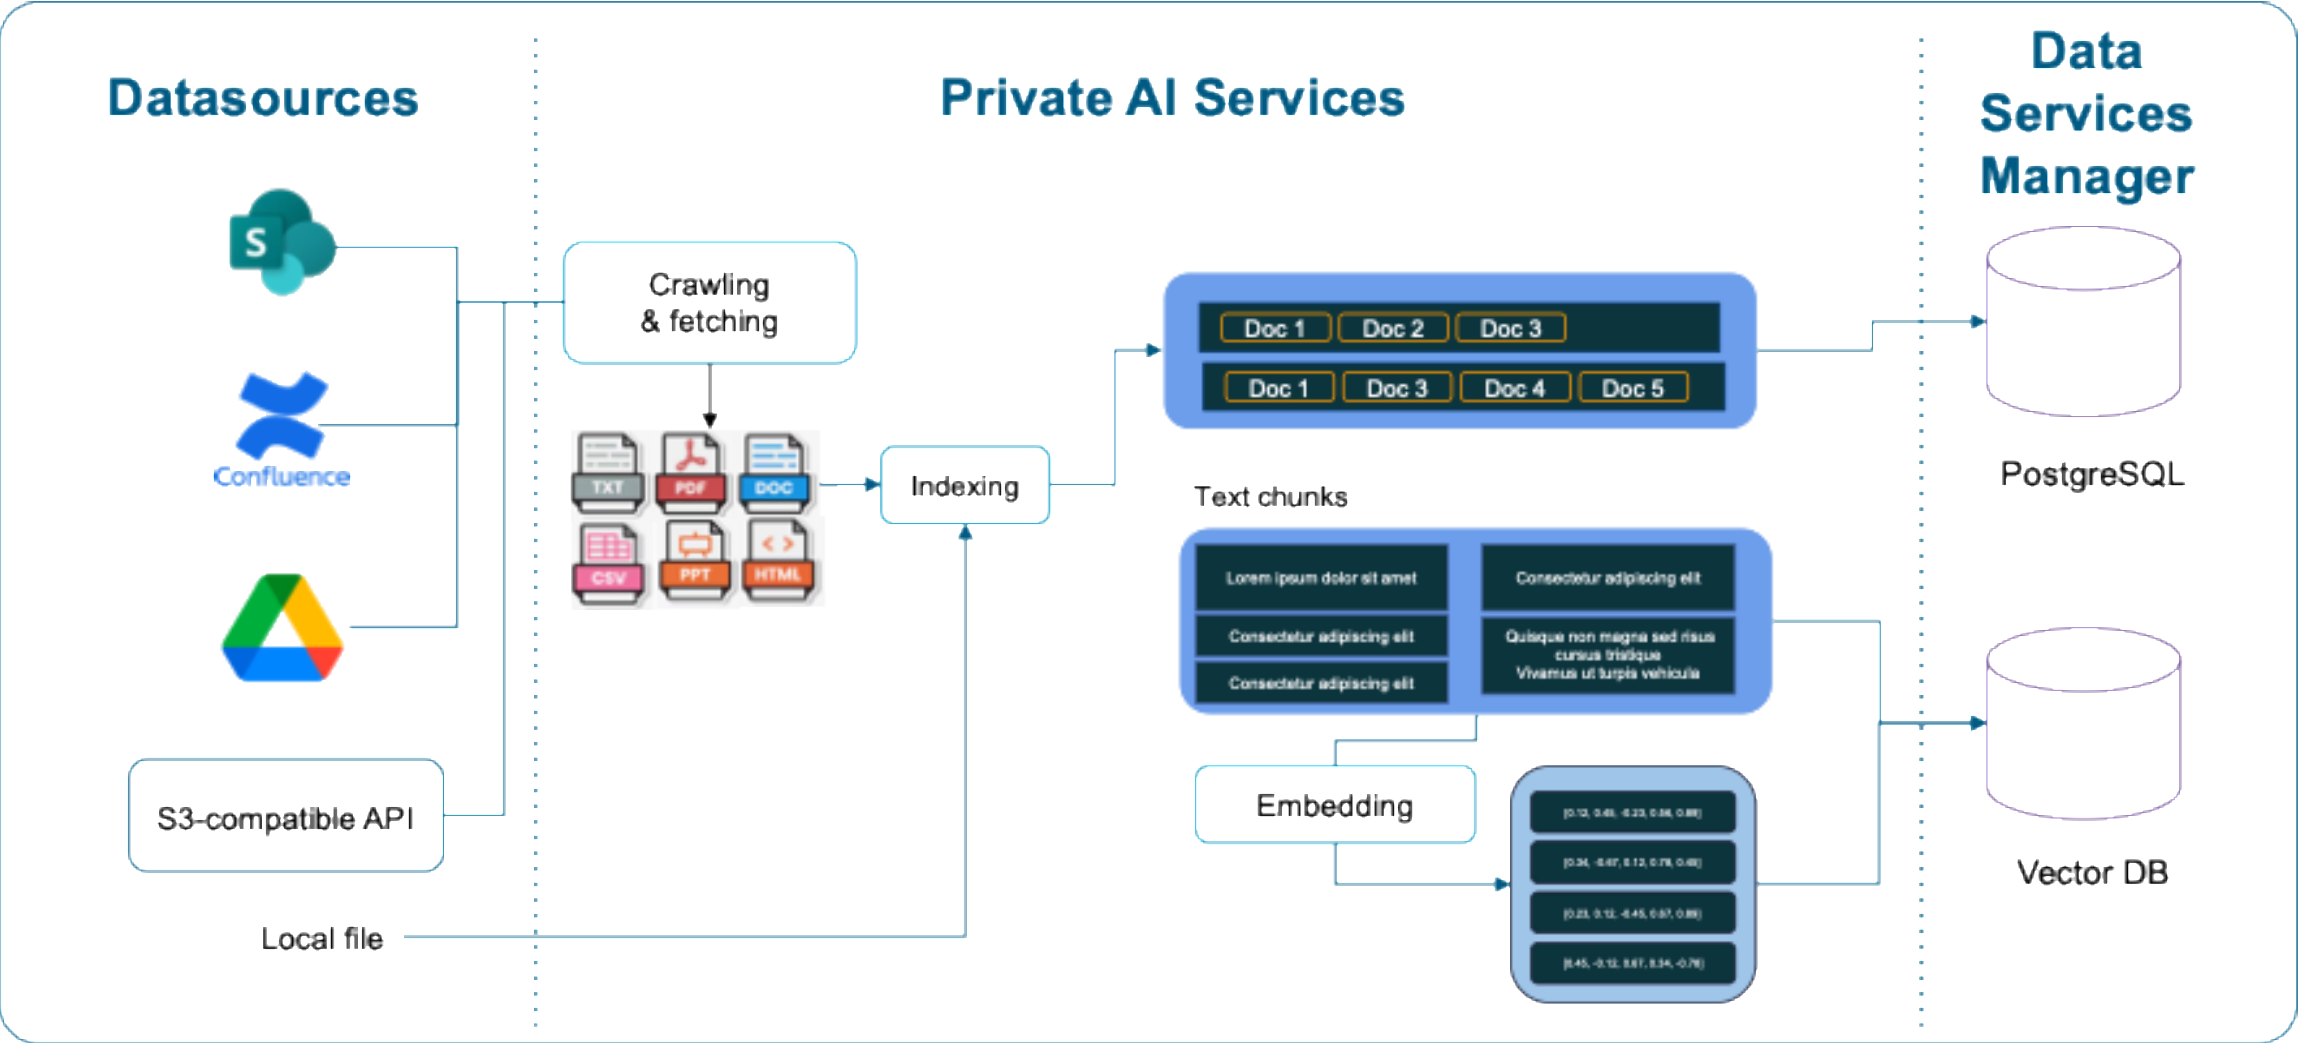 Datasources
Private AI Services
Data
Services
Manager
S
Confluence
S3-compatible API
Local file
Crawling
& fetching
TXT
PDF
DOC
CSV
PPT
HTML
Indexing
Doc 1
Doc 2
Doc 3
Doc 1
Doc 3
Doc 4
Doc 5
Text chunks
Lorem ipsum dolor sit amet
Consectetur adipiscing elit
Consectetur adipiscing elit
Consectetur adipiscing elit
Quisque non magna sed risus
cursus tristique
Vivamus ut turpis vehicula
Embedding
PostgreSQL
Vector DB